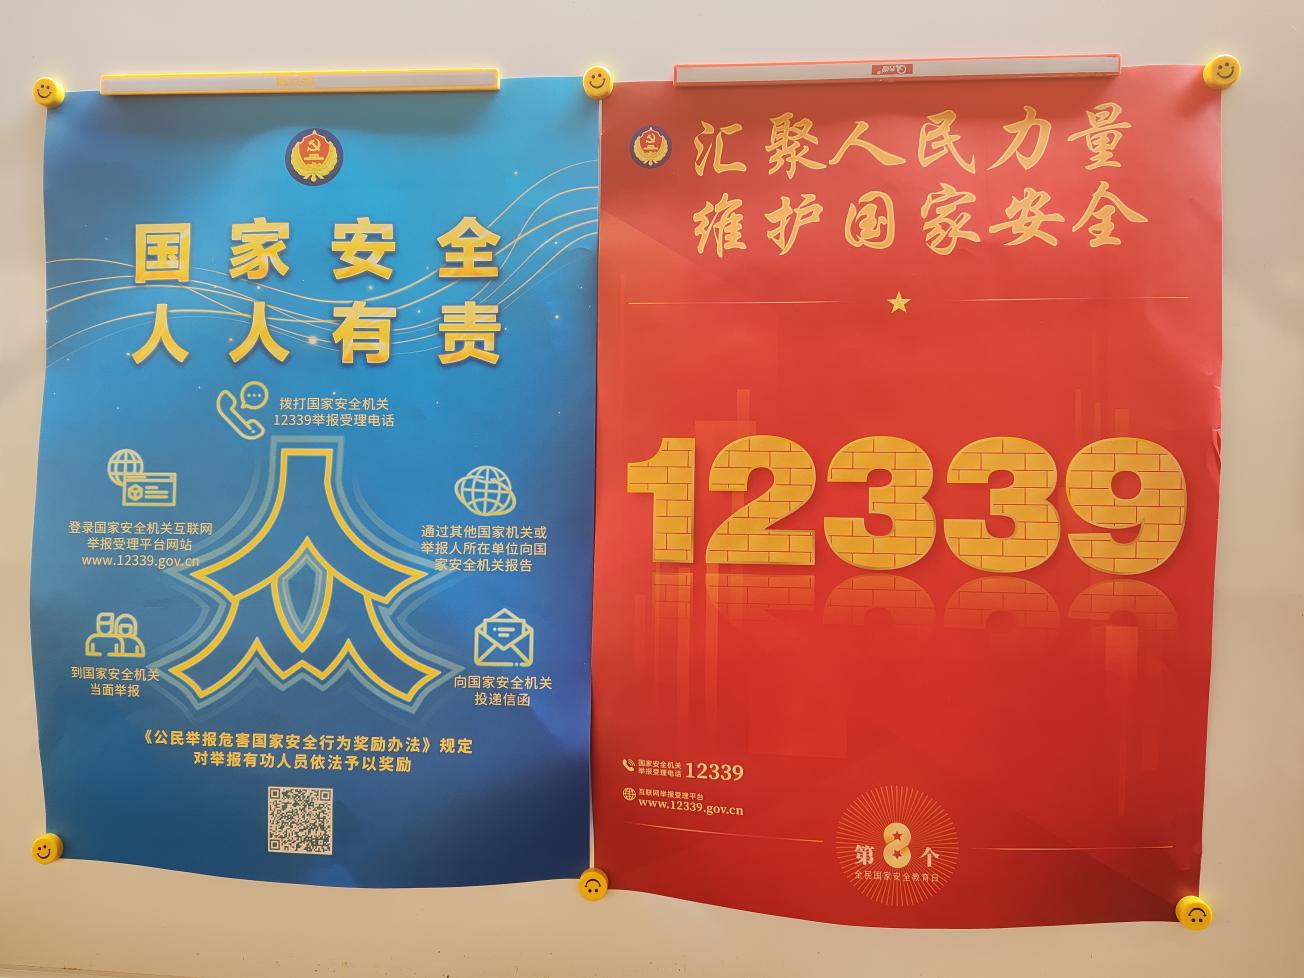 国家安全
人人有责
拨打国家安全机关
12339举报受理电话
登录国家安全机关互联网
举报受理平台网站
www.12339.gov.cn
通过其他国家机关或
举报人所在单位向国
家安全机关报告
到国家安全机关
当面举报
向国家安全机关
投递信函
《公民举报危害国家安全行为奖励办法》规定
对举报有功人员依法予以奖励
汇聚人民力量
维护国家安全
12339
国家安全机关
举报受理电话 12339
互联网举报受理平台
www.12339.gov.cn
第8个
全民国家安全教育日